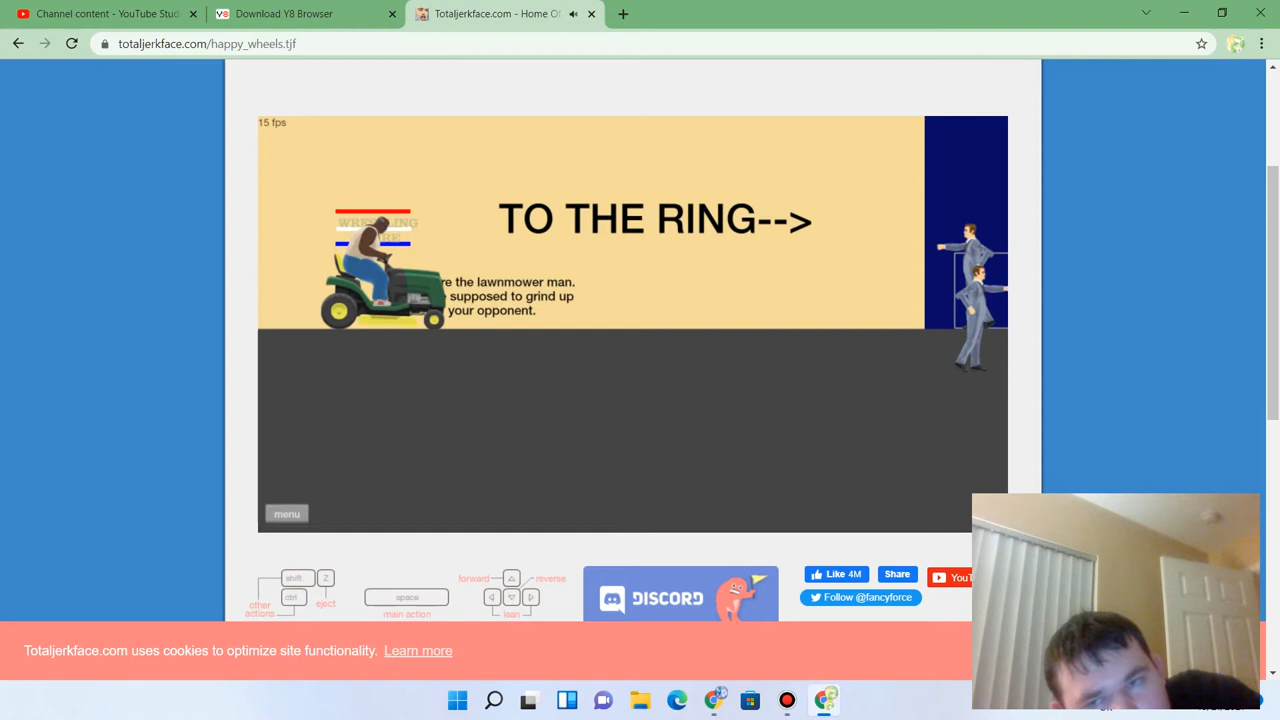 Channel content - YouTube Stud
Download Y8 Browser
Totaljerkface.com - Home Of
totaljerkface.com/happy_wheels.tjf
15 fps
WRESTLING
TO THE RING-->
re the lawnmower man.
supposed to grind up
your opponent.
menu
shift
Z
ctrl
other
actions
eject
space
main action
forward
reverse
lean
DISCORD
Like 4M
Share
YouT
Follow @fancyforce
Totaljerkface.com uses cookies to optimize site functionality. Learn more